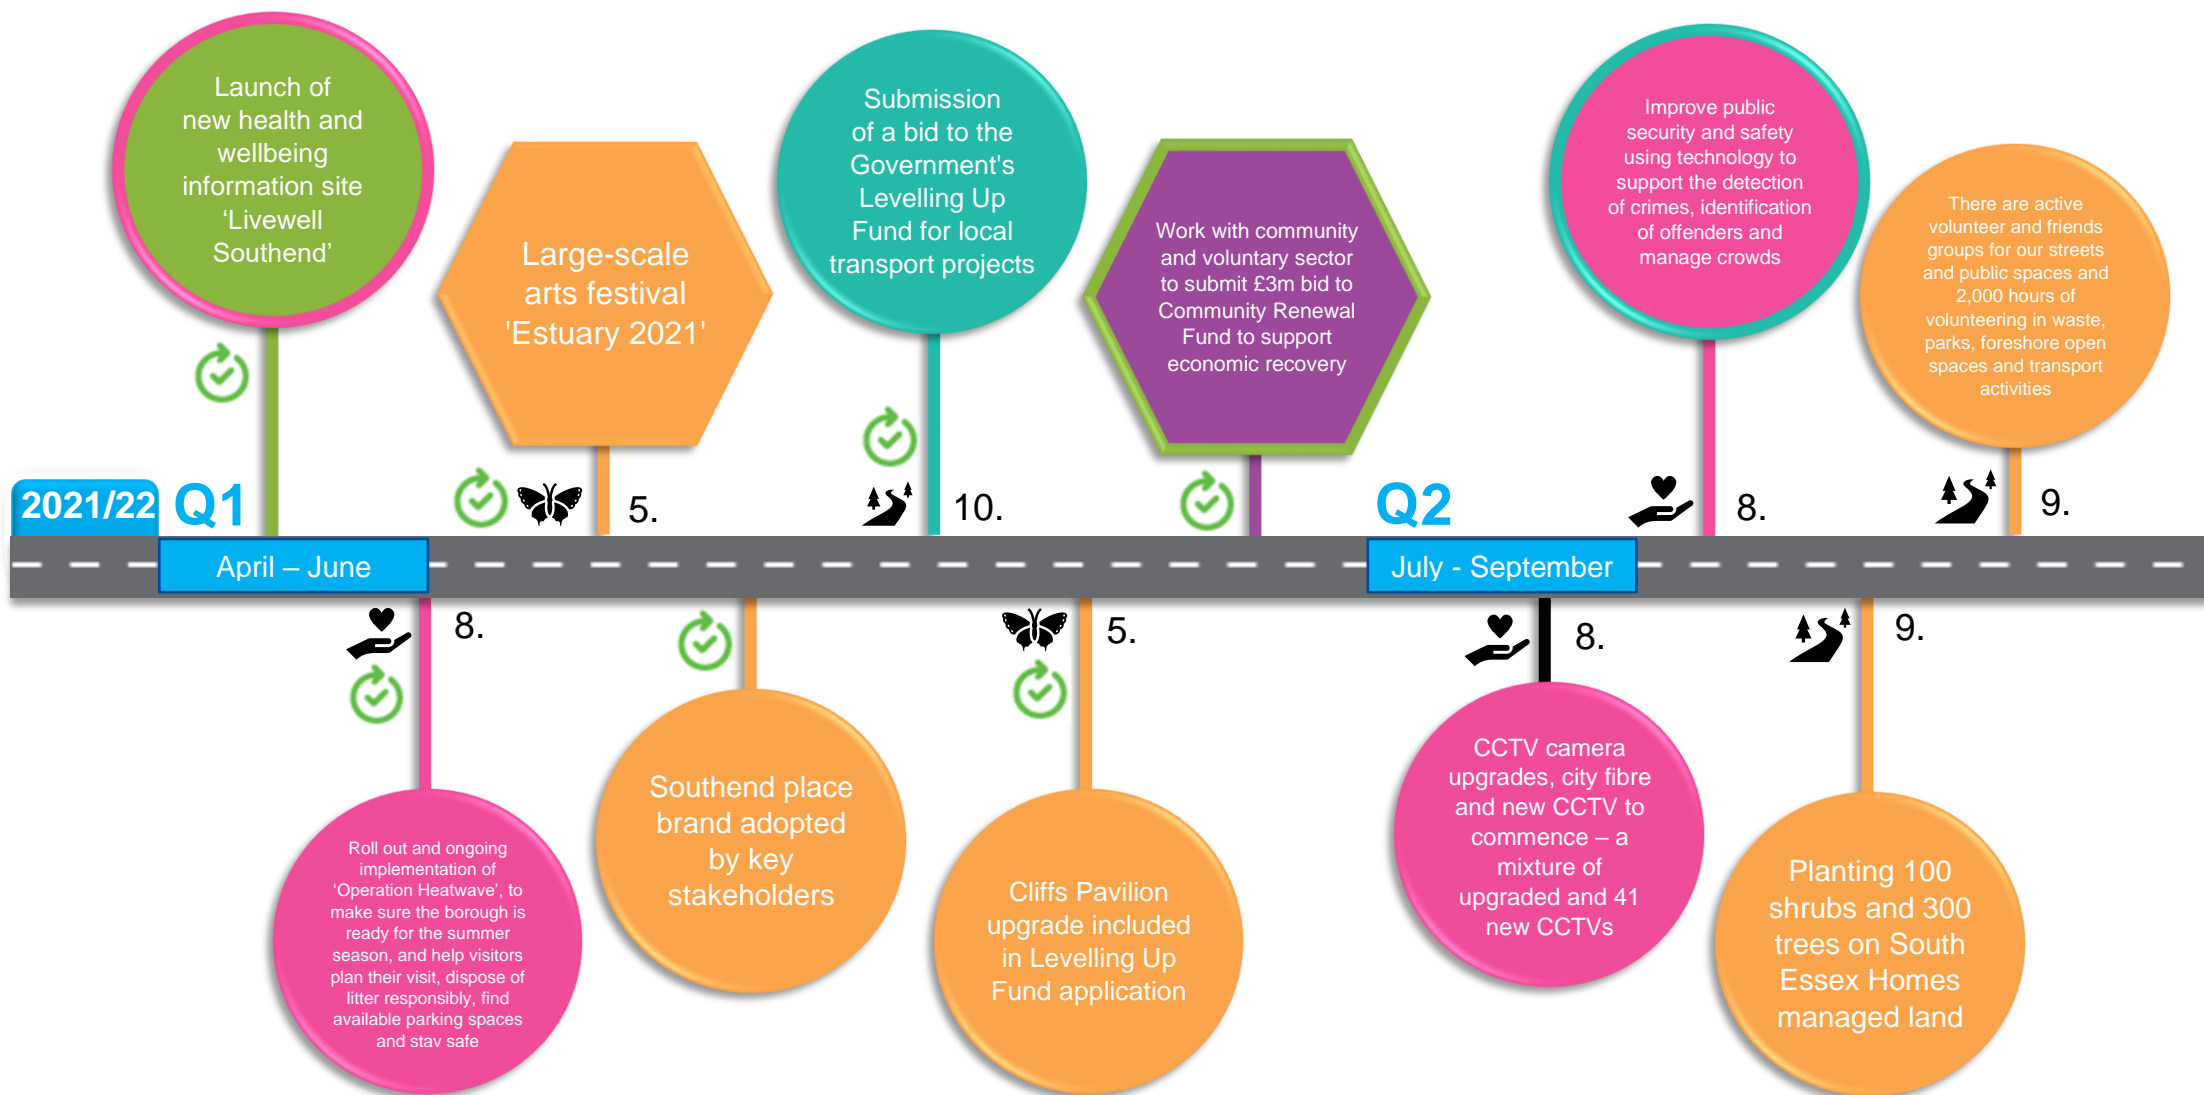 Launch of
new health and
wellbeing
information site
‘Livewell
Southend’
Large-scale
arts festival
'Estuary 2021'
Submission
of a bid to the
Government's
Levelling Up
Fund for local
transport projects
Work with community
and voluntary sector
to submit £3m bid to
Community Renewal
Fund to support
economic recovery
Improve public
security and safety
using technology to
support the detection
of crimes, identification
of offenders and
manage crowds
There are active
volunteer and friends
groups for our streets
and public spaces and
2,000 hours of
volunteering in waste,
parks, foreshore open
spaces and transport
activities
2021/22
Q1
5.
10.
Q2
8.
9.
April – June
July - September
8.
5.
8.
9.
Roll out and ongoing
implementation of
‘Operation Heatwave’, to
make sure the borough is
ready for the summer
season, and help visitors
plan their visit, dispose of
litter responsibly, find
available parking spaces
and stay safe
Southend place
brand adopted
by key
stakeholders
Cliffs Pavilion
upgrade included
in Levelling Up
Fund application
CCTV camera
upgrades, city fibre
and new CCTV to
commence – a
mixture of
upgraded and 41
new CCTVs
Planting 100
shrubs and 300
trees on South
Essex Homes
managed land